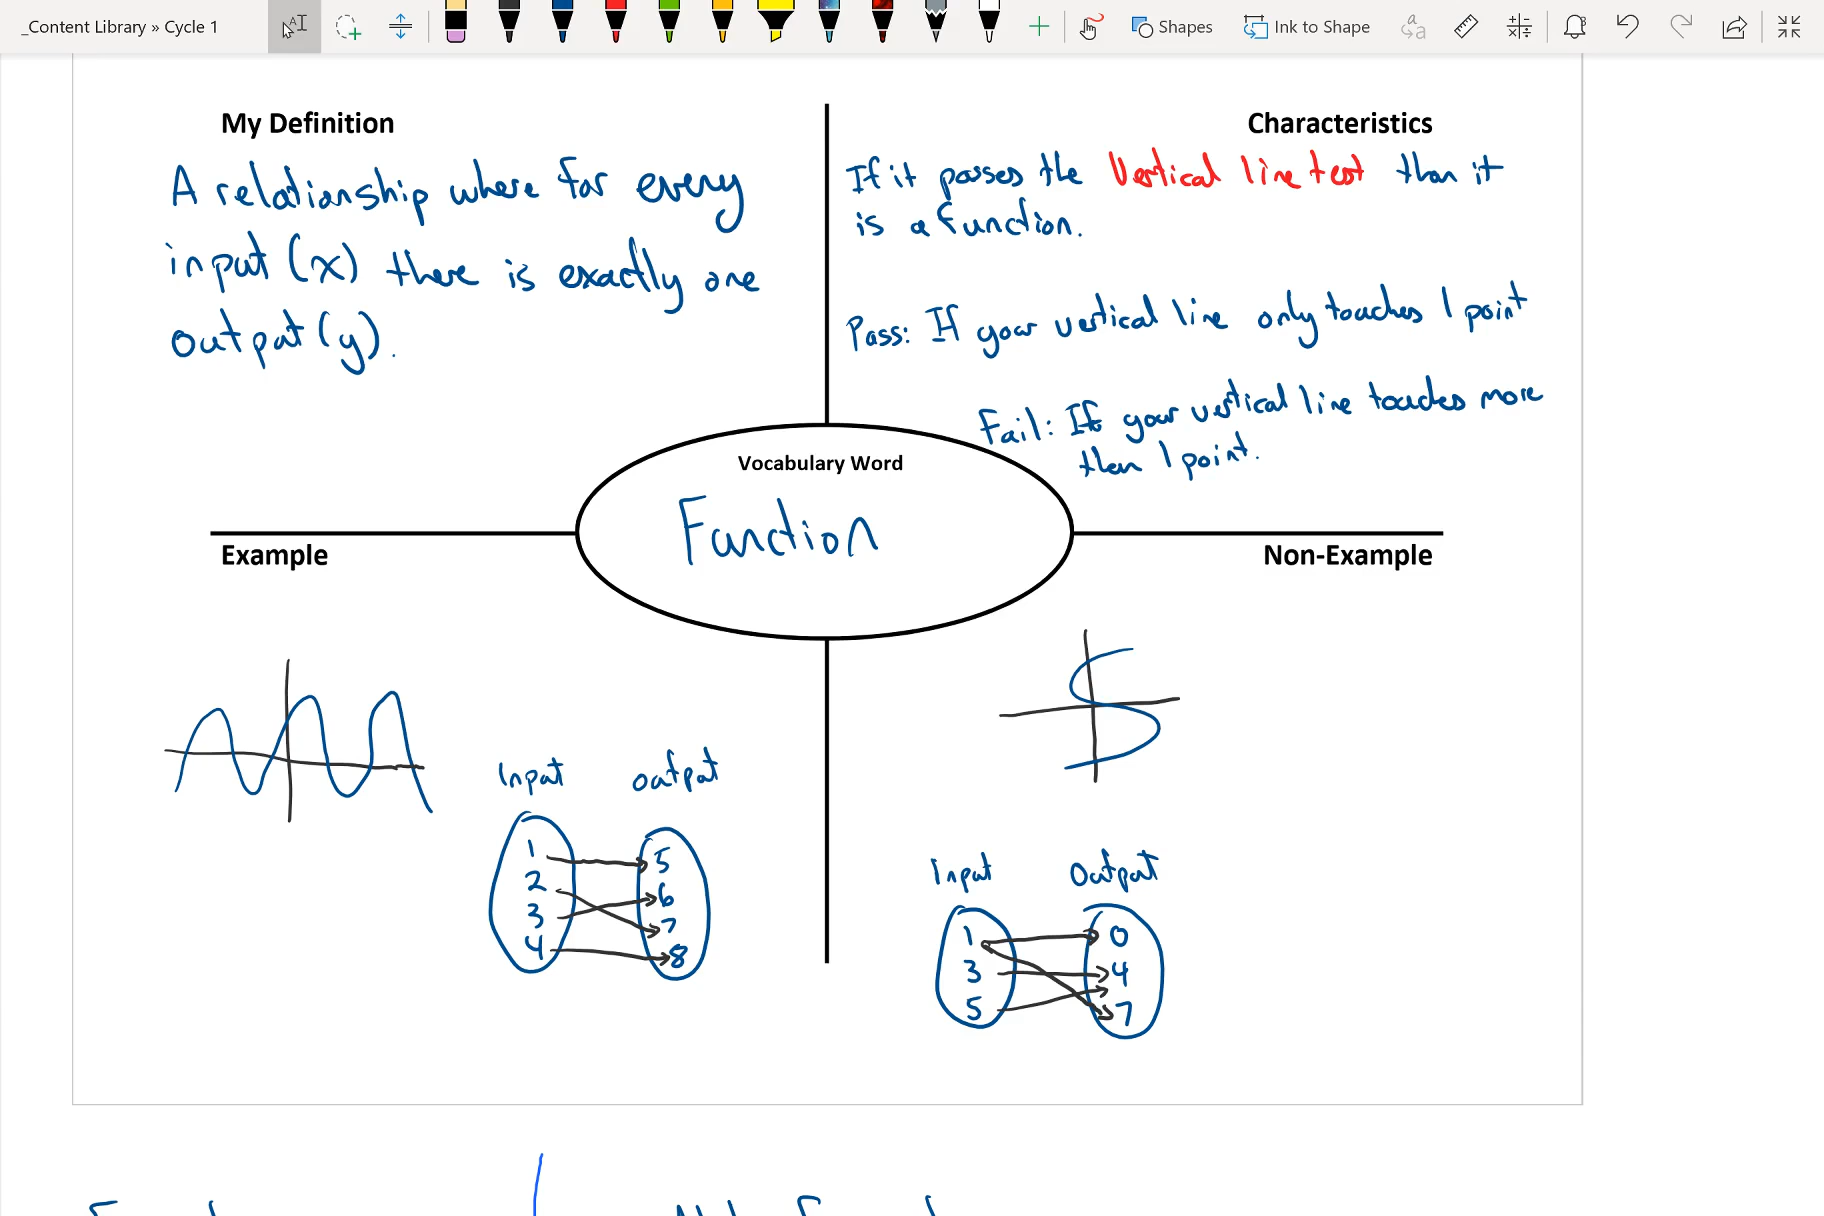 _Content Library » Cycle 1
Shapes
Ink to Shape
My Definition
A relationship where for every
input (x) there is exactly one
output (y).
Characteristics
If it passes the Vertical line test then it
is a function.
Pass: If your vertical line only touches 1 point
Fail: If your vertical line touches more
then 1 point.
Vocabulary Word
Function
Example
Input output
1 5
2 6
3 7
4 8
Non-Example
Input Output
1 0
3 4
5 7